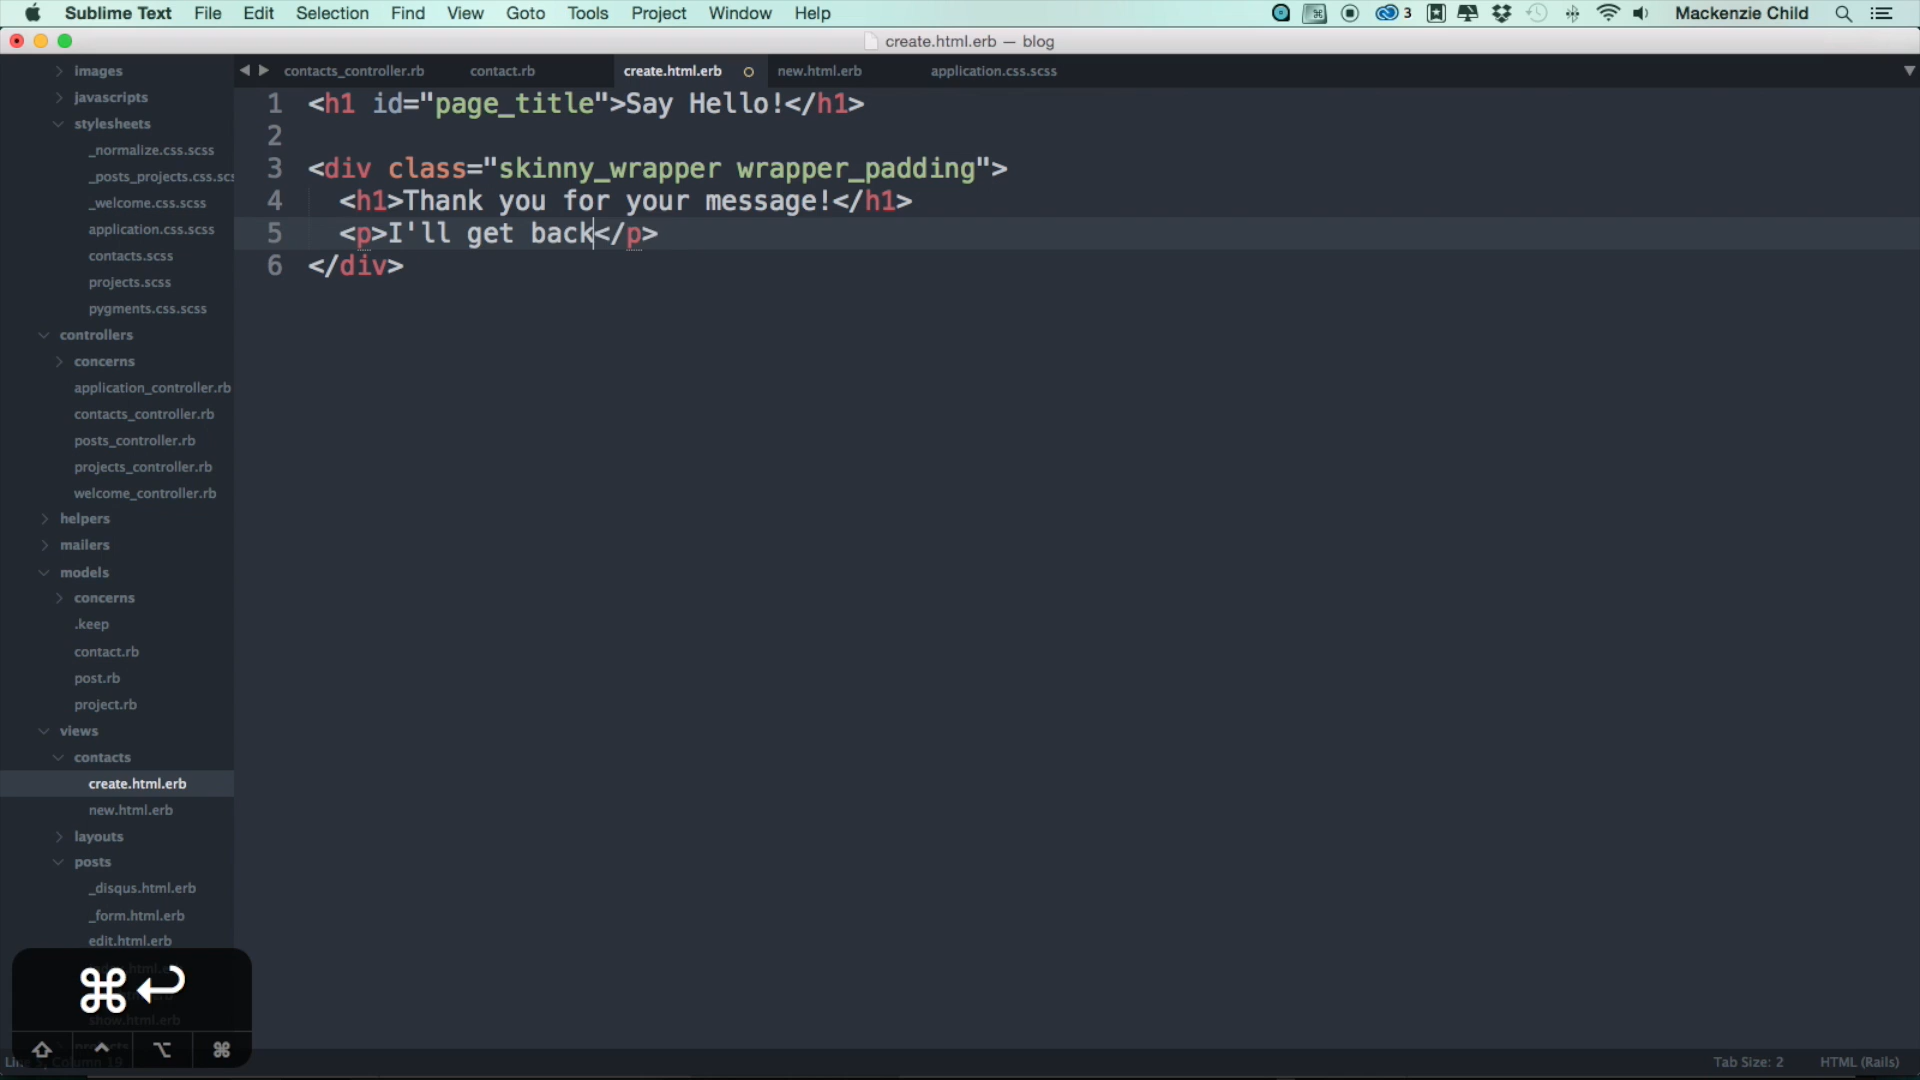 Sublime Text File Edit Selection Find View Goto Tools Project Window Help 3 Mackenzie Child
create.html.erb — blog
images
javascripts
stylesheets
_normalize.css.scss
_posts_projects.css.sc
_welcome.css.scss
application.css.scss
contacts.scss
projects.scss
pygments.css.scss
controllers
concerns
application_controller.rb
contacts_controller.rb
posts_controller.rb
projects_controller.rb
welcome_controller.rb
helpers
mailers
models
concerns
.keep
contact.rb
post.rb
project.rb
views
contacts
create.html.erb
new.html.erb
layouts
posts
_disqus.html.erb
_form.html.erb
edit.html.erb
show.html.erb
contacts_controller.rb contact.rb create.html.erb new.html.erb application.css.scss
1 <h1 id="page_title">Say Hello!</h1>
2
3 <div class="skinny_wrapper wrapper_padding">
4 <h1>Thank you for your message!</h1>
5 <p>I'll get back</p>
6 </div>
Tab Size: 2 HTML (Rails)